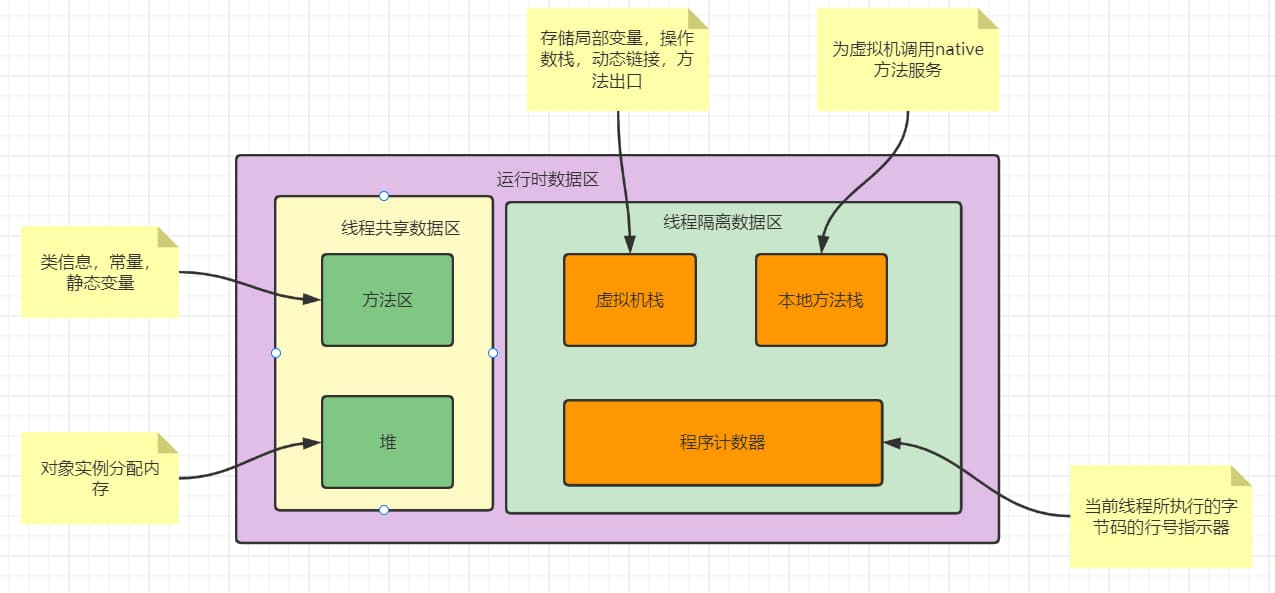 存储局部变量，操作
数栈，动态链接，方
法出口
为虚拟机调用native
方法服务
运行时数据区
线程共享数据区
线程隔离数据区
类信息，常量，
静态变量
方法区
虚拟机栈
本地方法栈
对象实例分配内
存
堆
程序计数器
当前线程所执行的字
节码的行号指示器